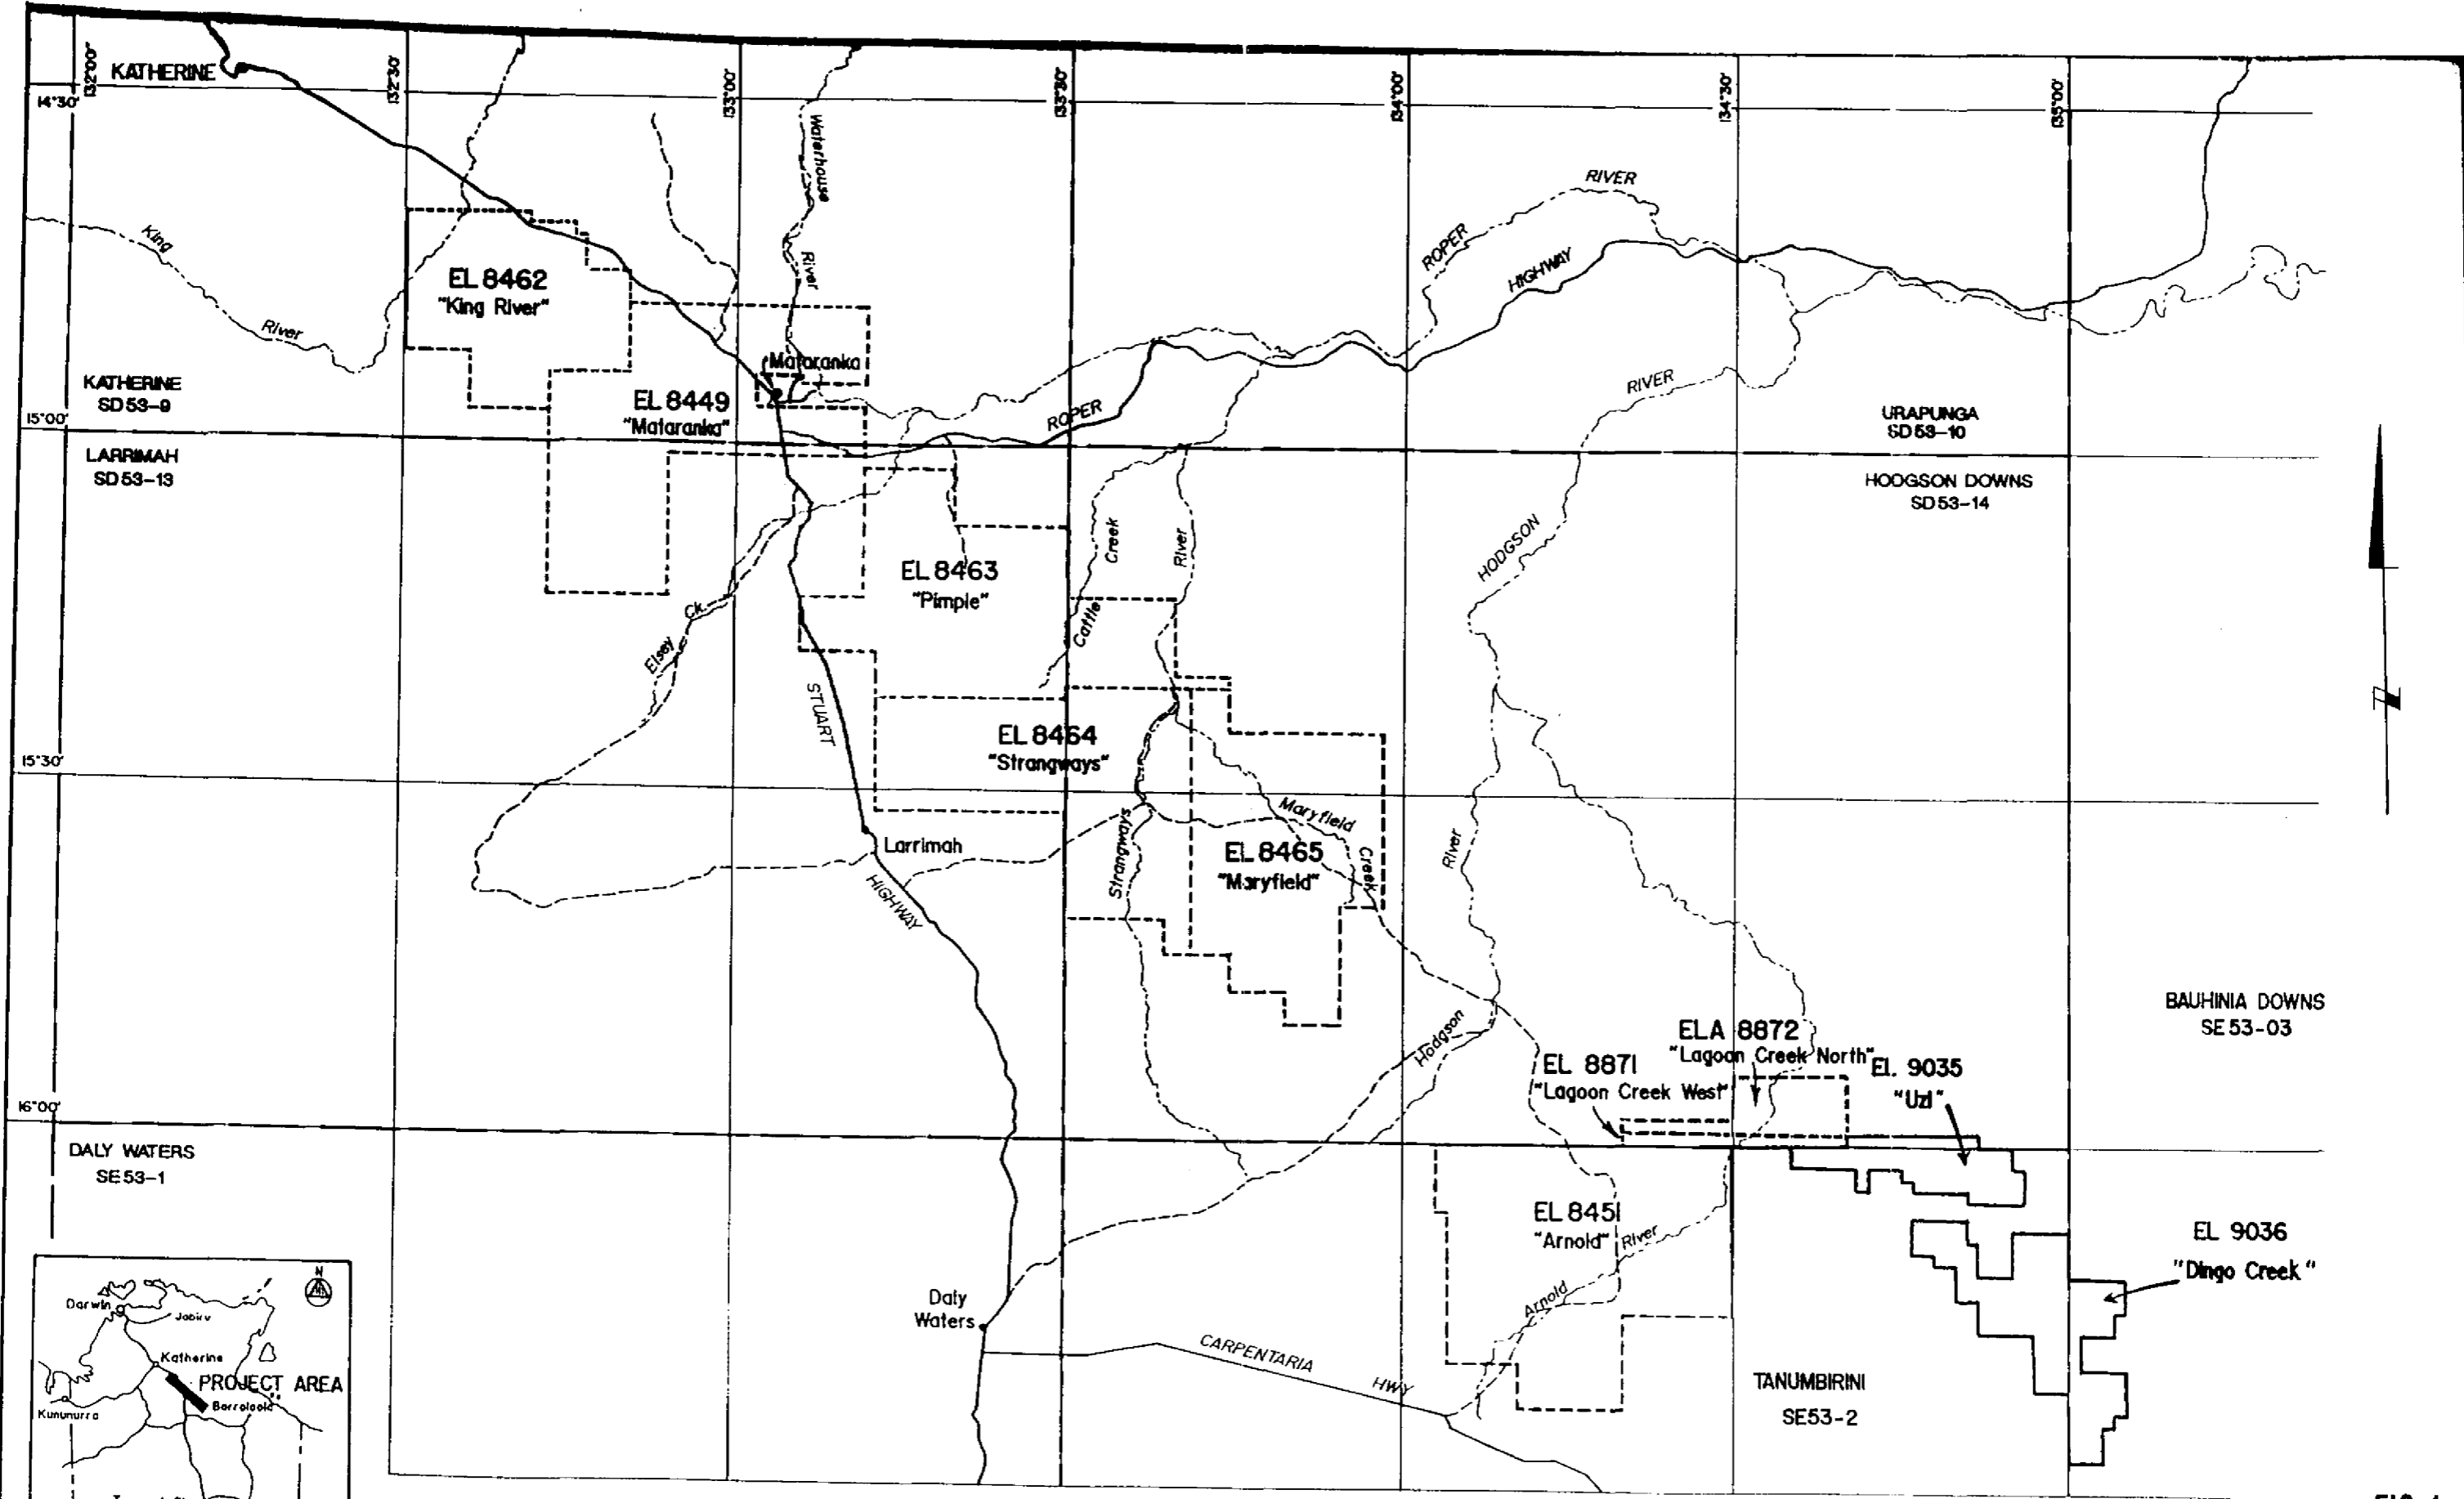 KATHERINE
132°00'
132°30'
133°00'
133°30'
134°00'
134°30'
135°00'
14°30'
Waterhouse
River
King
River
RIVER
ROPER
HIGHWAY
EL 8462
"King River"
Mataranka
KATHERINE
SD 53-9
EL 8449
"Mataranka"
ROPER
RIVER
URAPUNGA
SD 53-10
15°00'
LARRIMAH
SD 53-13
HODGSON DOWNS
SD 53-14
Creek
River
HODGSON
EL 8463
"Pimple"
Ck.
Elsey
Cattle
STUART
EL 8464
"Strangways"
15°30'
Larrimah
HIGHWAY
Strangways
Maryfield
Creek
River
EL 8465
"Maryfield"
BAUHINIA DOWNS
SE 53-03
Hodgson
ELA 8872
"Lagoon Creek North"
EL 8871
"Lagoon Creek West"
EL 9035
"Uzi"
16°00'
DALY WATERS
SE 53-1
EL 8451
"Arnold"
River
Arnold
EL 9036
"Dingo Creek"
Daly
Waters
CARPENTARIA
HWY
TANUMBIRINI
SE53-2
N
Darwin
Jabiru
Katherine
PROJECT AREA
Borroloola
Kununurra